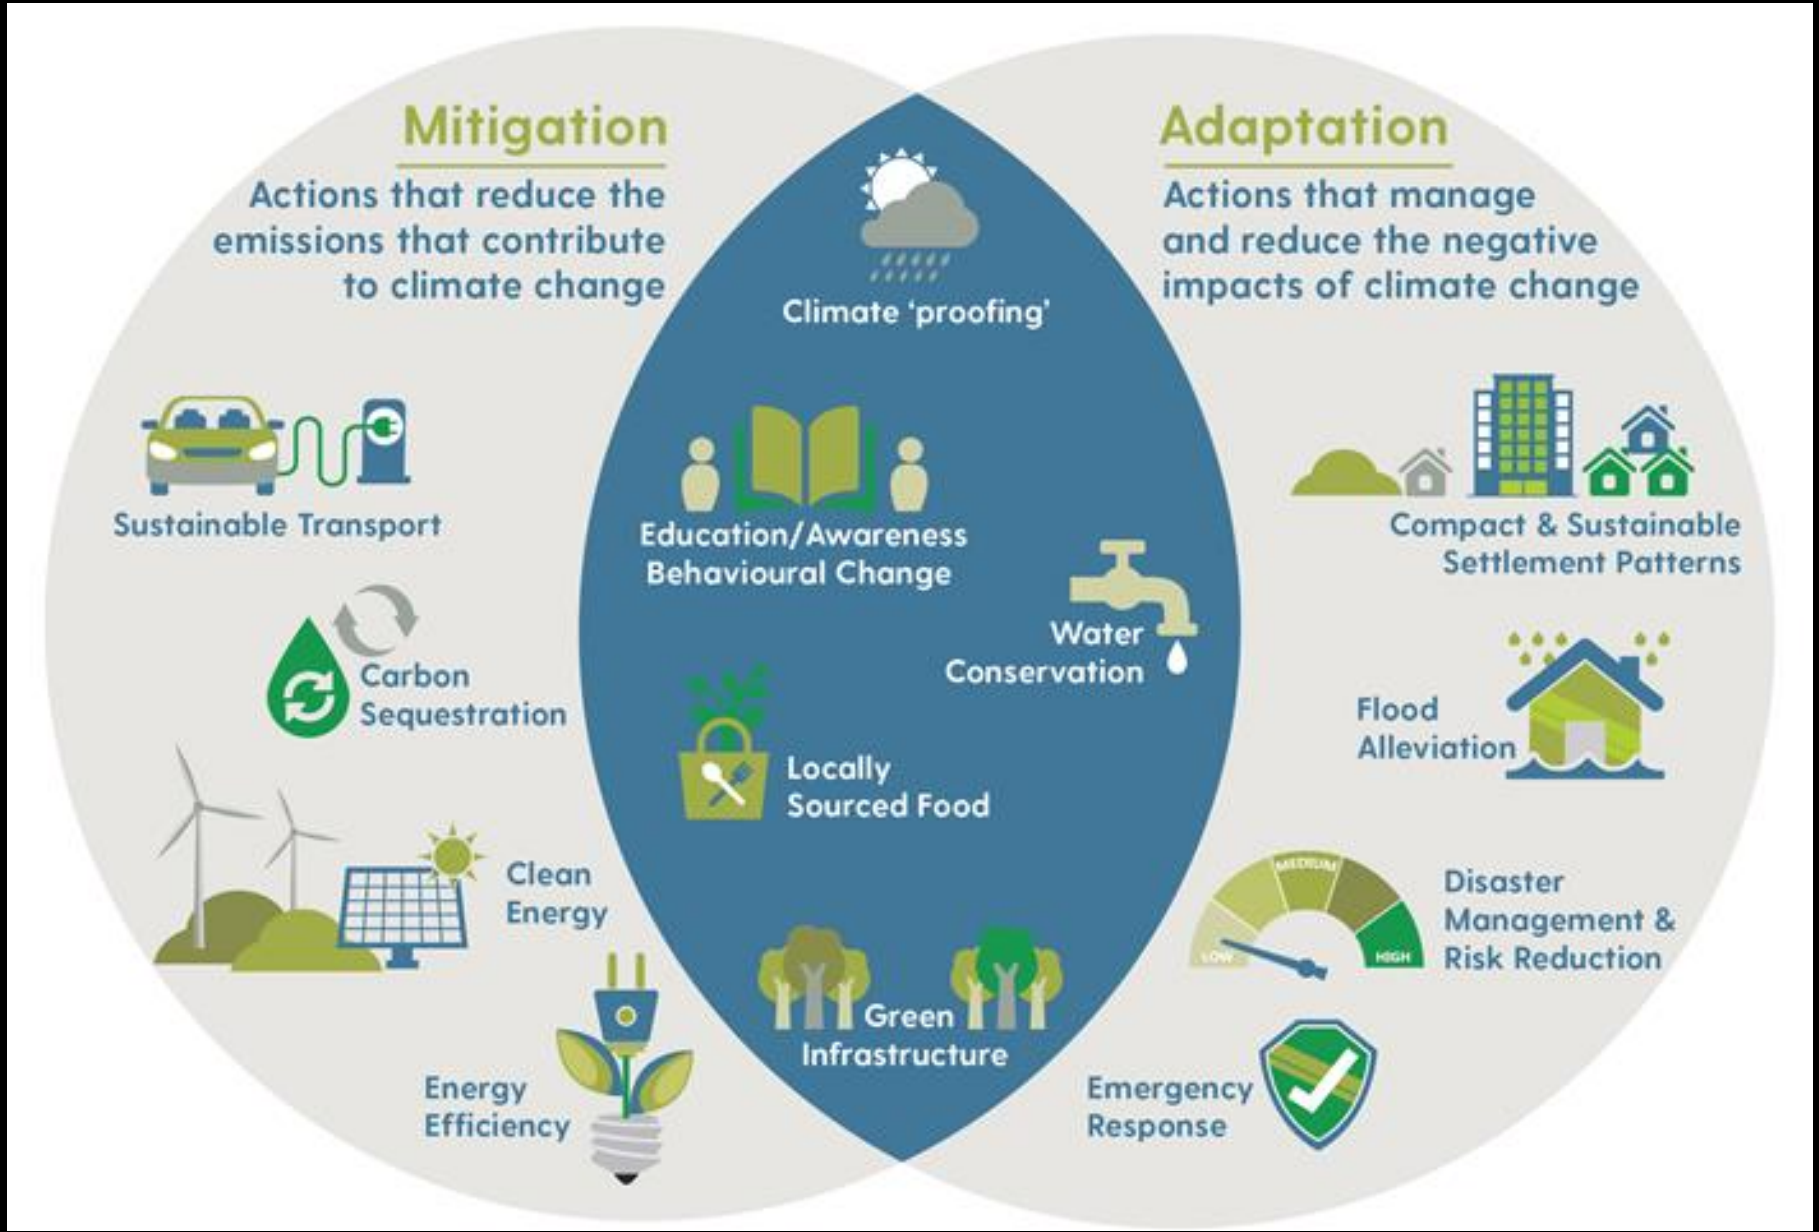 Mitigation
Actions that reduce the
emissions that contribute
to climate change
Sustainable Transport
Carbon
Sequestration
Clean
Energy
Energy
Efficiency
Climate ‘proofing’
Education/Awareness
Behavioural Change
Water
Conservation
Locally
Sourced Food
Green
Infrastructure
Adaptation
Actions that manage
and reduce the negative
impacts of climate change
Compact & Sustainable
Settlement Patterns
Flood
Alleviation
LOW
MEDIUM
HIGH
Disaster
Management &
Risk Reduction
Emergency
Response